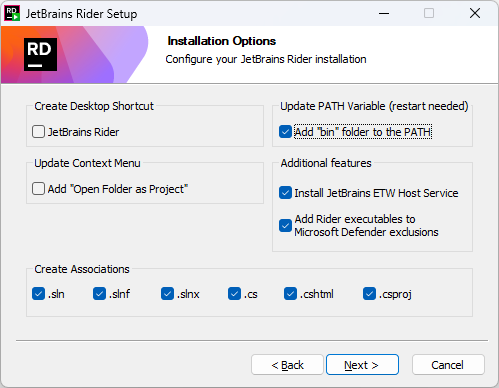 RD JetBrains Rider Setup
RD
Installation Options
Configure your JetBrains Rider installation
Create Desktop Shortcut
JetBrains Rider
Update PATH Variable (restart needed)
Add "bin" folder to the PATH
Update Context Menu
Add "Open Folder as Project"
Additional features
Install JetBrains ETW Host Service
Add Rider executables to
Microsoft Defender exclusions
Create Associations
.sln .slnf .slnx .cs .cshtml .csproj
< Back Next > Cancel